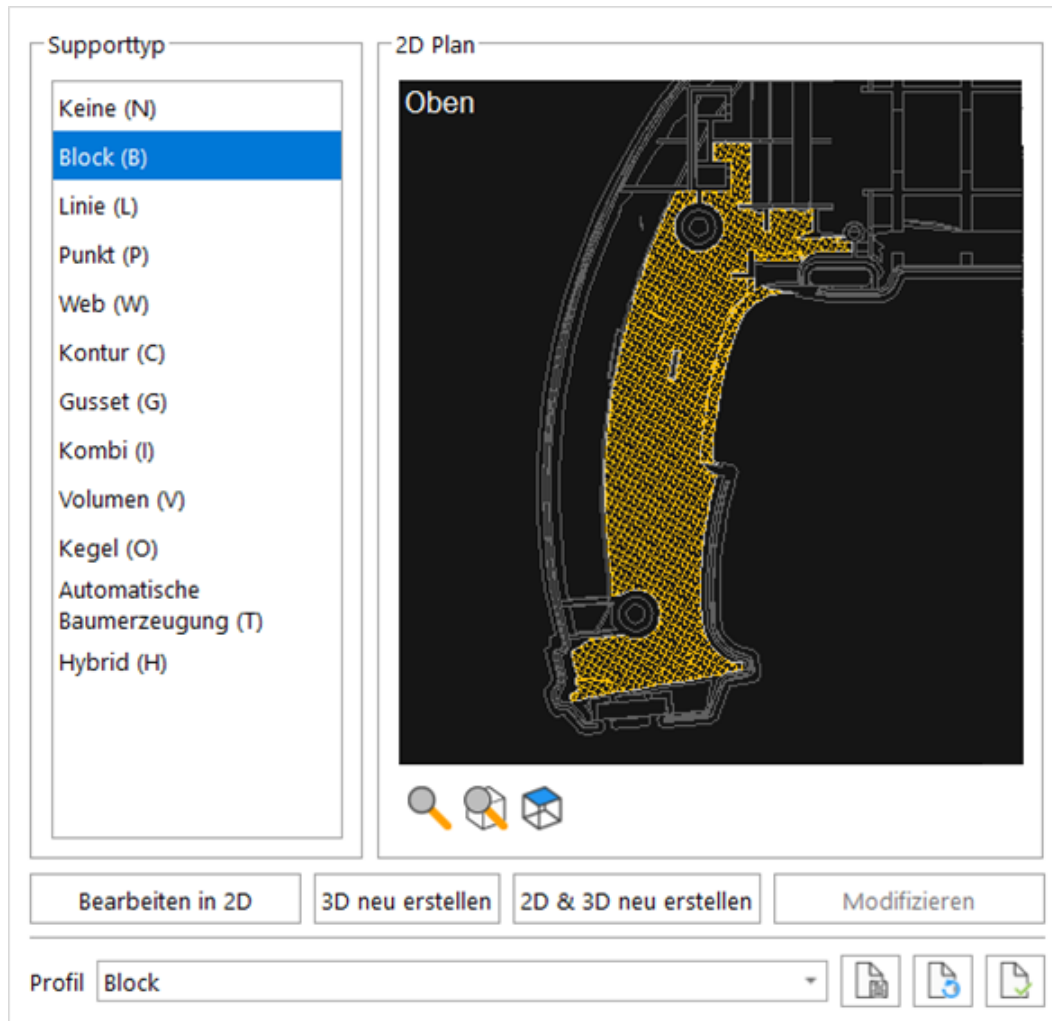 Supporttyp
Keine (N)
Block (B)
Linie (L)
Punkt (P)
Web (W)
Kontur (C)
Gusset (G)
Kombi (I)
Volumen (V)
Kegel (O)
Automatische
Baumerzeugung (T)
Hybrid (H)
2D Plan
Oben
Bearbeiten in 2D
3D neu erstellen
2D & 3D neu erstellen
Modifizieren
Profil
Block